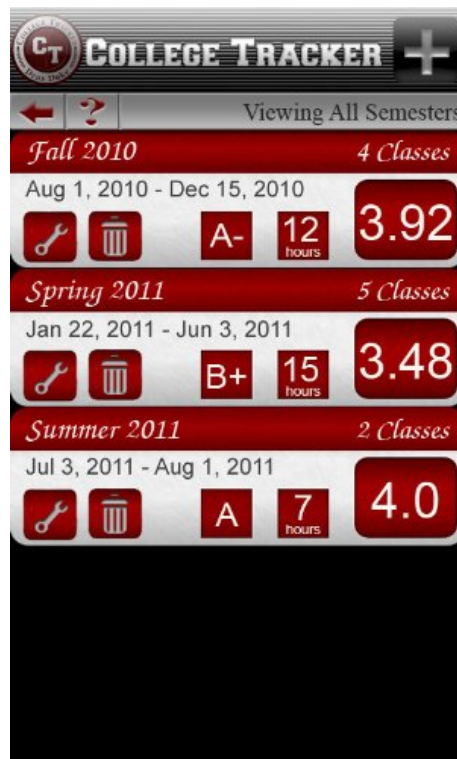 CT COLLEGE TRACKER +
? Viewing All Semesters
Fall 2010 4 Classes
Aug 1, 2010 - Dec 15, 2010
A- 12 hours 3.92
Spring 2011 5 Classes
Jan 22, 2011 - Jun 3, 2011
B+ 15 hours 3.48
Summer 2011 2 Classes
Jul 3, 2011 - Aug 1, 2011
A 7 hours 4.0